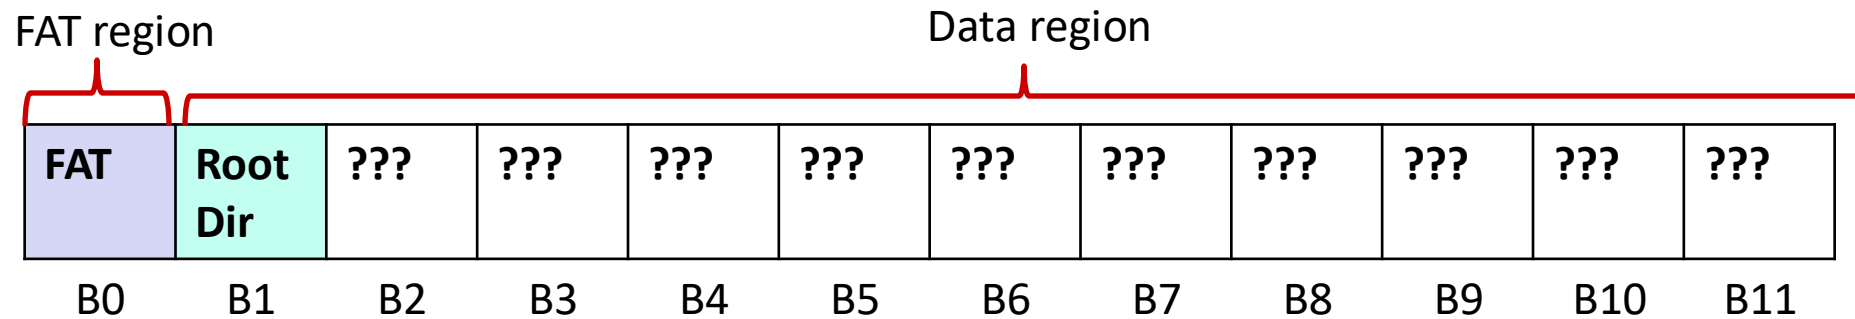 FAT region
Data region
FAT
Root
Dir
???
???
???
???
???
???
???
???
???
???
B0
B1
B2
B3
B4
B5
B6
B7
B8
B9
B10
B11